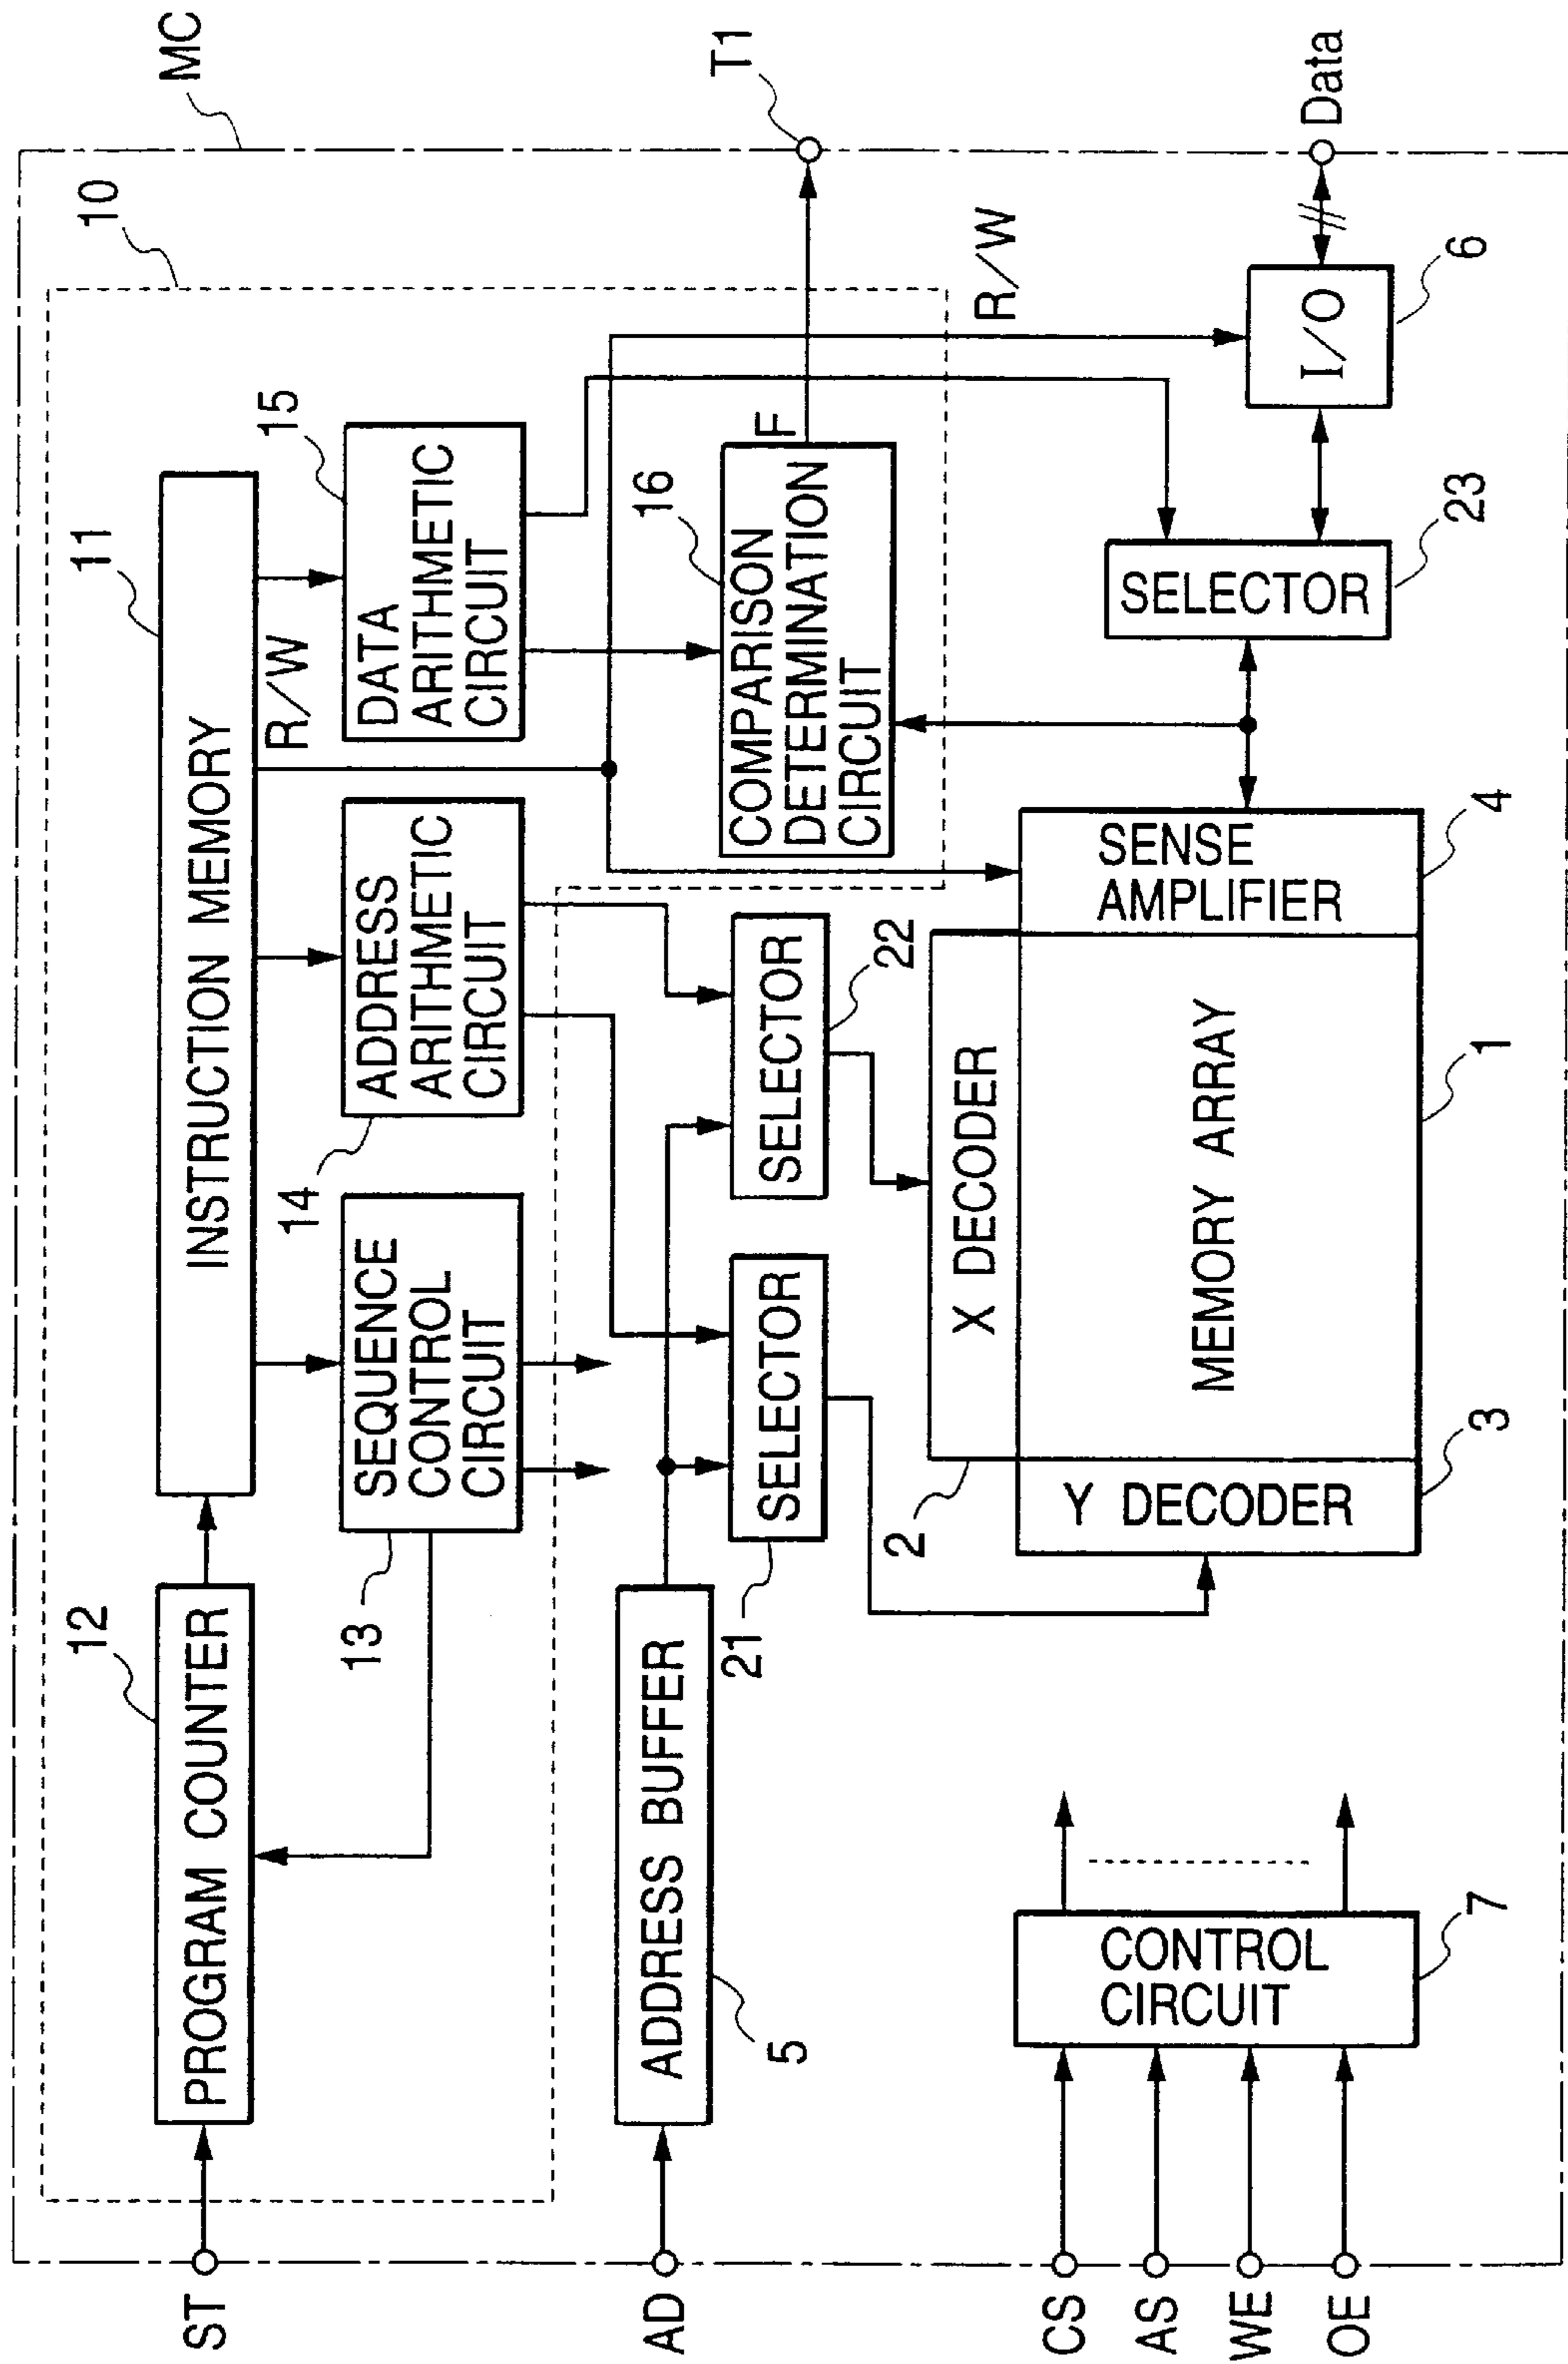 MC
10
ST
12
PROGRAM COUNTER
11
INSTRUCTION MEMORY
R/W
13
SEQUENCE
CONTROL
CIRCUIT
14
ADDRESS
ARITHMETIC
CIRCUIT
15
DATA
ARITHMETIC
CIRCUIT
16
COMPARISON
DETERMINATION
CIRCUIT
F
T1
AD
ADDRESS BUFFER
5
21
SELECTOR
SELECTOR
22
R/W
2
X DECODER
Y DECODER
3
MEMORY ARRAY
1
SENSE
AMPLIFIER
4
SELECTOR
23
I/O
6
Data
CS
AS
WE
OE
CONTROL
CIRCUIT
7